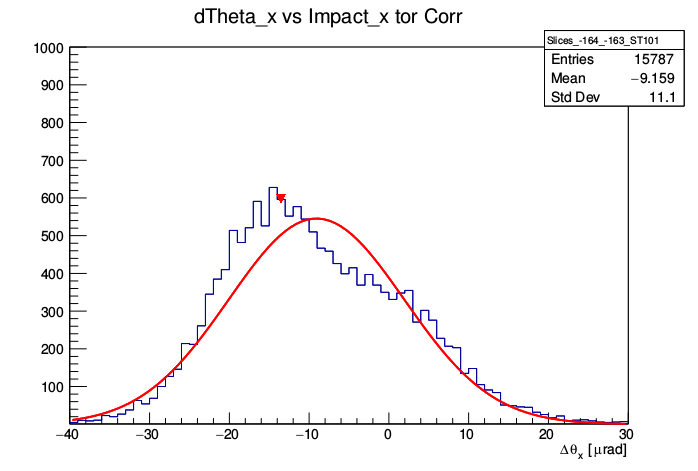 dTheta_x vs Impact_x tor Corr
Slices_-164_-163_ST101
Entries 15787
Mean −9.159
Std Dev 11.1
1000
900
800
700
600
500
400
300
200
100
−40 −30 −20 −10 0 10 20 30
Δθx [μrad]